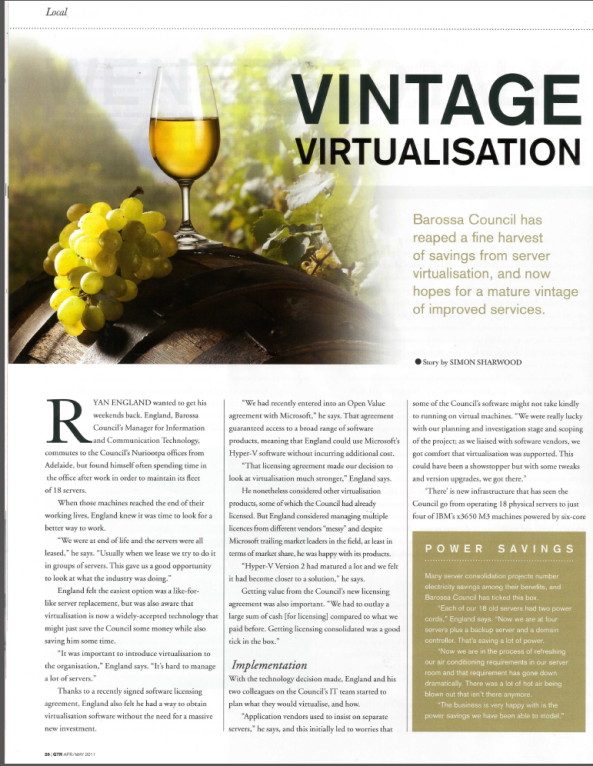 Local
VINTAGE
VIRTUALISATION
Barossa Council has
reaped a fine harvest
of savings from server
virtualisation, and now
hopes for a mature vintage
of improved services.
● Story by SIMON SHARWOOD
RYAN ENGLAND wanted to get his
weekends back. England, Barossa
Council's Manager for Information
and Communication Technology,
commutes to the Council's Nuriootpa offices from
Adelaide, but found himself often spending time in
the office after work in order to maintain its fleet
of 18 servers.
When those machines reached the end of their
working lives, England knew it was time to look for a
better way to work.
"We were at end of life and the servers were all
leased," he says. "Usually when we lease we try to do it
in groups of servers. This gave us a good opportunity
to look at what the industry was doing."
England felt the easiest option was a like-for-
like server replacement, but was also aware that
virtualisation is now a widely-accepted technology that
might just save the Council some money while also
saving him some time.
"It was important to introduce virtualisation to
the organisation," England says. "It's hard to manage
a lot of servers."
Thanks to a recently signed software licensing
agreement, England also felt he had a way to obtain
virtualisation software without the need for a massive
new investment.
"We had recently entered into an Open Value
agreement with Microsoft," he says. That agreement
guaranteed access to a broad range of software
products, meaning that England could use Microsoft's
Hyper-V software without incurring additional cost.
"That licensing agreement made our decision to
look at virtualisation much stronger," England says.
He nonetheless considered other virtualisation
products, some of which the Council had already
licensed. But England considered managing multiple
licences from different vendors "messy" and despite
Microsoft trailing market leaders in the field, at least in
terms of market share, he was happy with its products.
"Hyper-V Version 2 had matured a lot and we felt
it had become closer to a solution," he says.
Getting value from the Council's new licensing
agreement was also important. "We had to outlay a
large sum of cash [for licensing] compared to what we
paid before. Getting licensing consolidated was a good
tick in the box."
Implementation
With the technology decision made, England and his
two colleagues on the Council's IT team started to
plan what they would virtualise, and how.
"Application vendors used to insist on separate
servers," he says, and this initially led to worries that
some of the Council's software might not take kindly
to running on virtual machines. "We were really lucky
with our planning and investigation stage and scoping
of the project; as we liaised with software vendors, we
got comfort that virtualisation was supported. This
could have been a showstopper but with some tweaks
and version upgrades, we got there."
'There' is new infrastructure that has seen the
Council go from operating 18 physical servers to just
four of IBM's x3650 M3 machines powered by six-core
POWER SAVINGS
Many server consolidation projects number
electricity savings among their benefits, and
Barossa Council has ticked this box.
"Each of our 18 old servers had two power
cords," England says. "Now we are at four
servers plus a backup server and a domain
controller. That's saving a lot of power.
"Now we are in the process of refreshing
our air conditioning requirements in our server
room and that requirement has gone down
dramatically. There was a lot of hot air being
blown out that isn't there anymore.
"The business is very happy with is the
power savings we have been able to model."
26 | GTR APR/MAY 2011